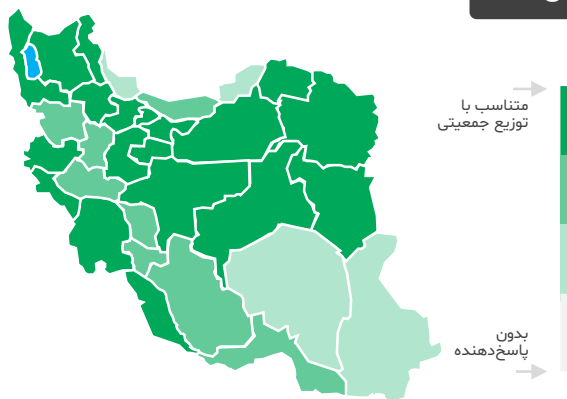 متناسب با
توزیع جمعیتی
بدون
پاسخ‌دهنده